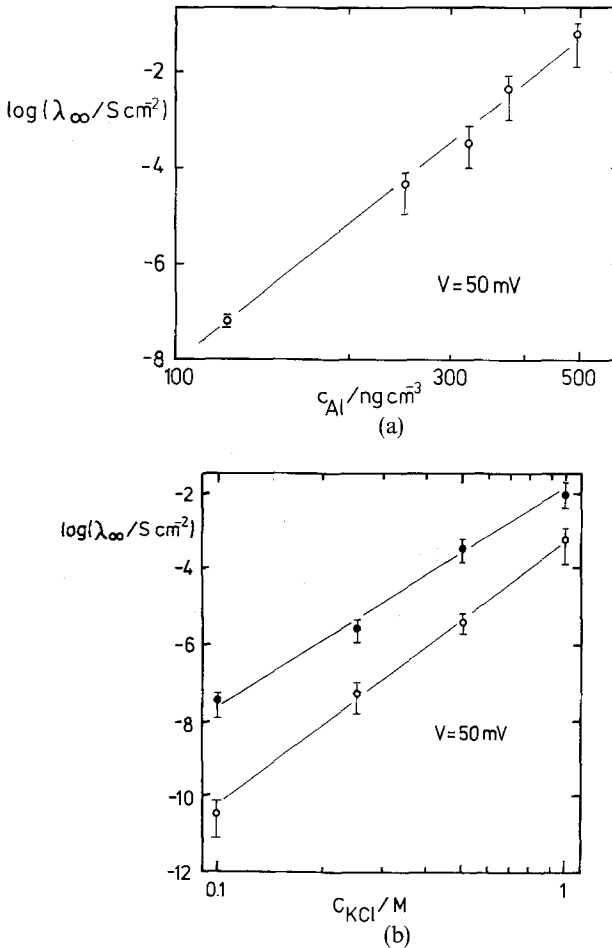 -2
log(λ∞/S cm⁻²)
-4
-6
V = 50 mV
-8
100
300
500
c_Al/ng cm⁻³
(a)
-2
log(λ∞/S cm⁻²)
-4
-6
-8
V = 50 mV
-10
-12
0.1
1
C_KCl/M
(b)